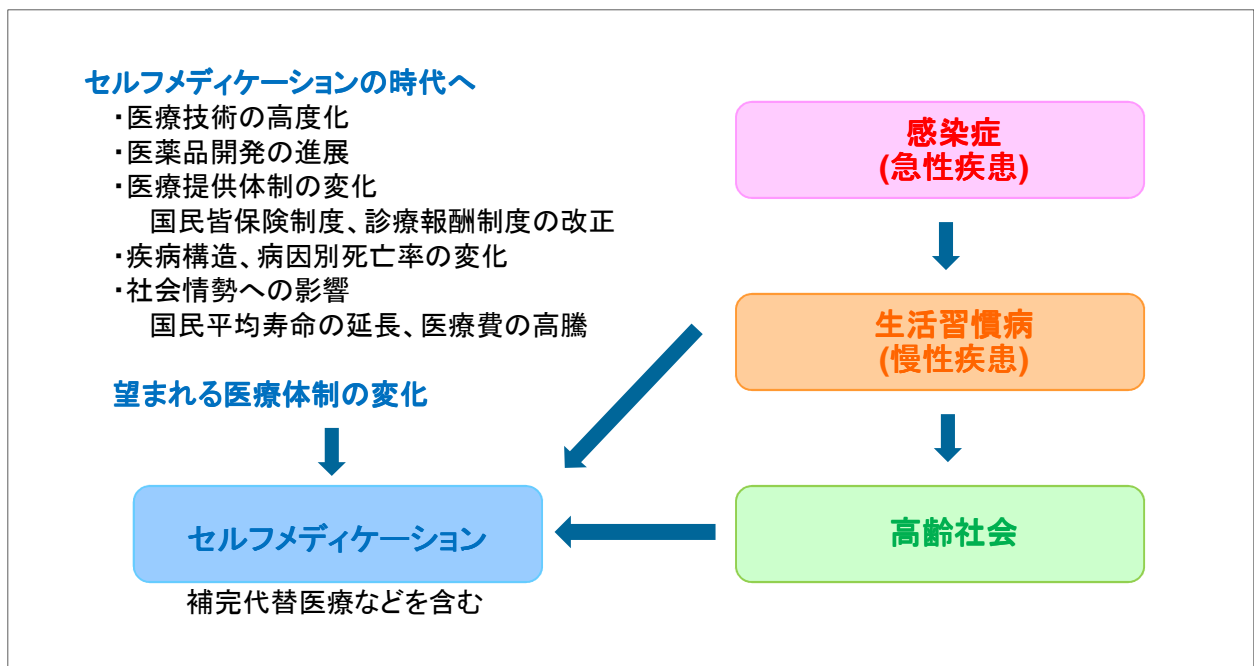 セルフメディケーションの時代へ
・医療技術の高度化
・医薬品開発の進展
・医療提供体制の変化
国民皆保険制度、診療報酬制度の改正
・疾病構造、病因別死亡率の変化
・社会情勢への影響
国民平均寿命の延長、医療費の高騰
望まれる医療体制の変化
セルフメディケーション
補完代替医療などを含む
感染症
(急性疾患)
生活習慣病
(慢性疾患)
高齢社会